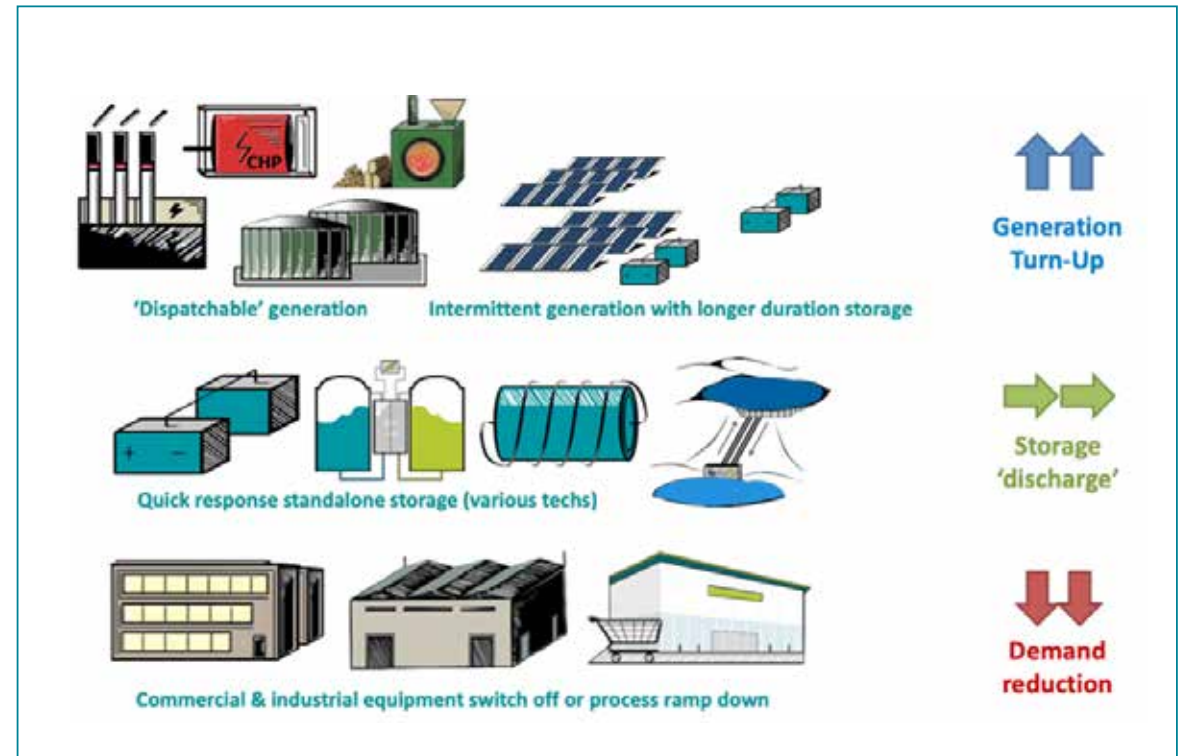 CHP
'Dispatchable' generation
Intermittent generation with longer duration storage
Generation
Turn-Up
+ −
Quick response standalone storage (various techs)
Storage
'discharge'
Commercial & industrial equipment switch off or process ramp down
Demand
reduction